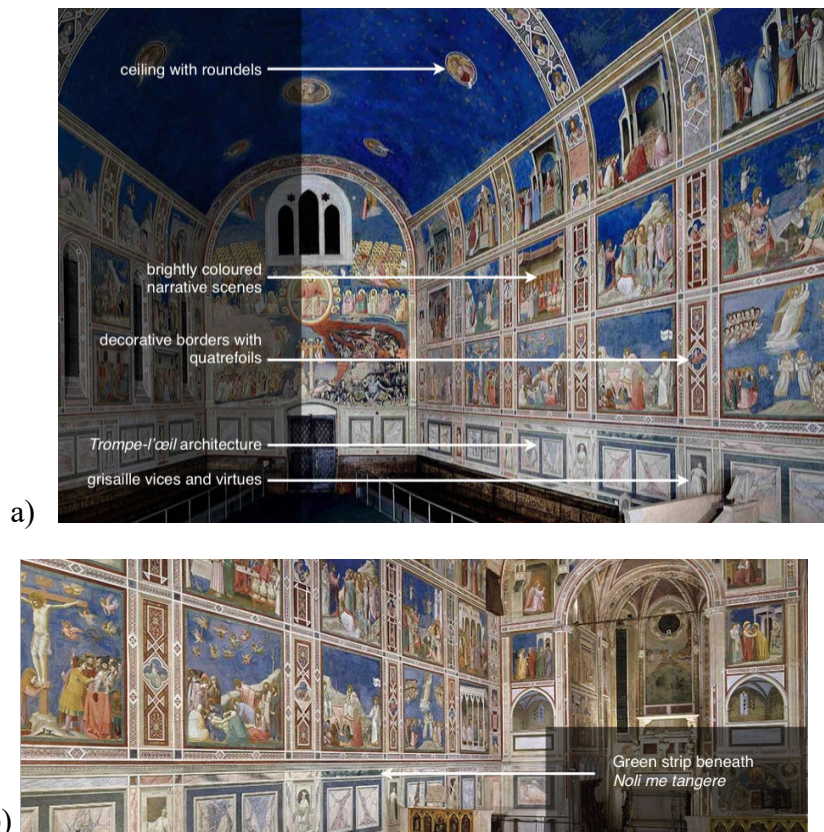 ceiling with roundels
brightly coloured
narrative scenes
decorative borders with
quatrefoils
Trompe-l'œil architecture
grisaille vices and virtues
a)
Green strip beneath
Noli me tangere